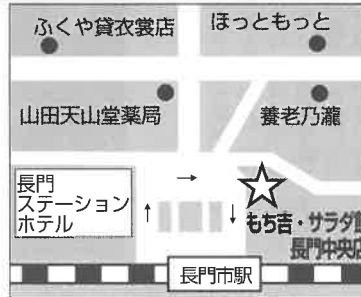 ふくや貸衣裳店
ほっともっと
山田天山堂薬局
養老乃瀧
長門
ステーション
ホテル
もち吉・サラダ館
長門中央店
長門市駅